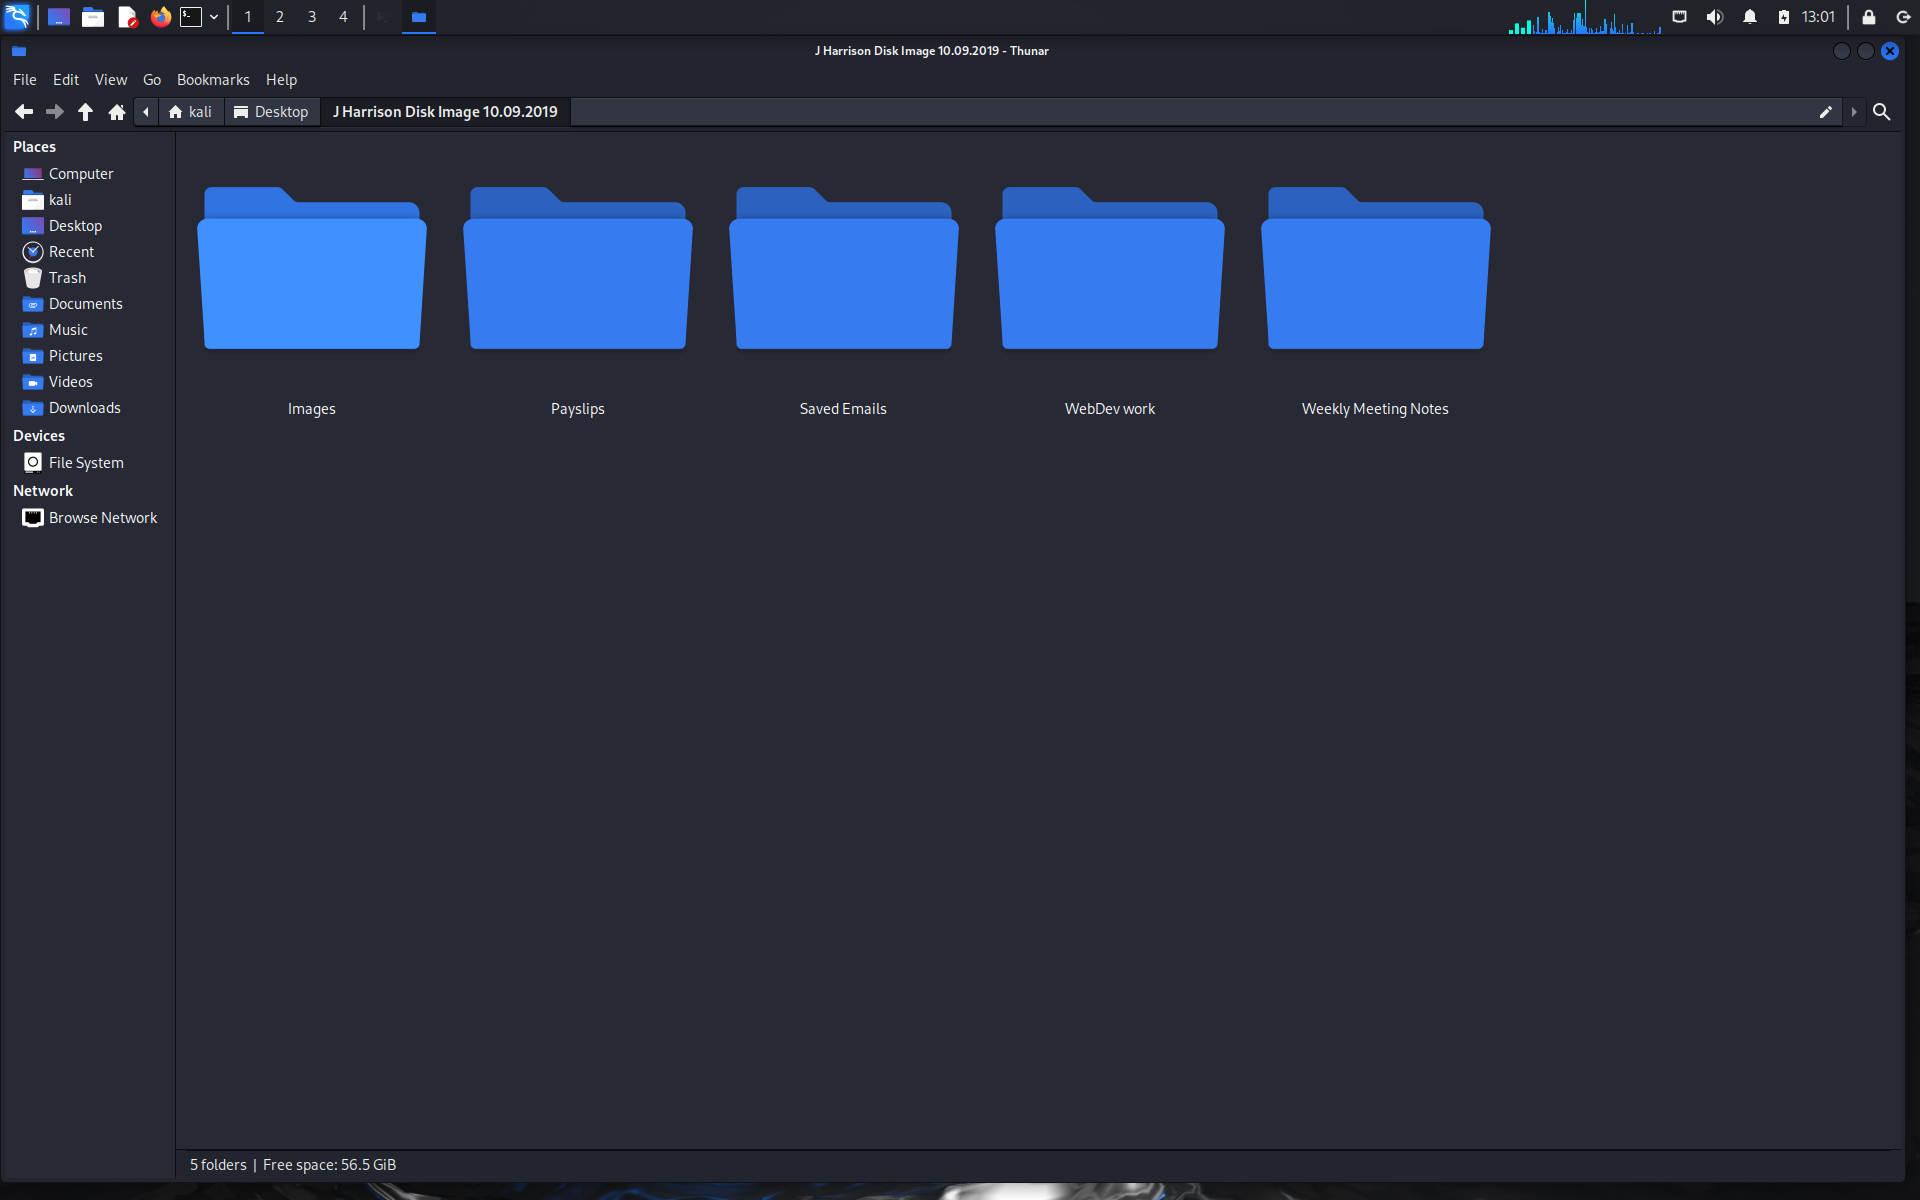 1 2 3 4 13:01
J Harrison Disk Image 10.09.2019 - Thunar
File Edit View Go Bookmarks Help
kali Desktop J Harrison Disk Image 10.09.2019
Places
Computer
kali
Desktop
Recent
Trash
Documents
Music
Pictures
Videos
Downloads
Devices
File System
Network
Browse Network
Images Payslips Saved Emails WebDev work Weekly Meeting Notes
5 folders | Free space: 56.5 GiB